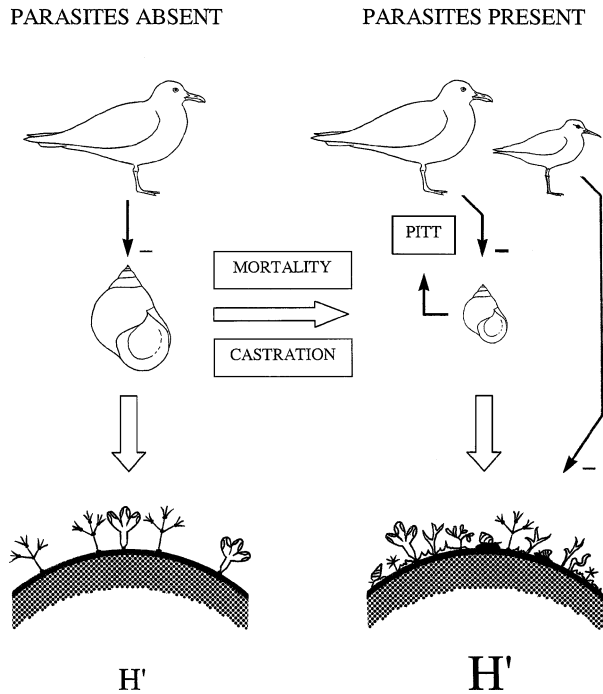 PARASITES ABSENT
PARASITES PRESENT
PITT
MORTALITY
CASTRATION
H'
H'